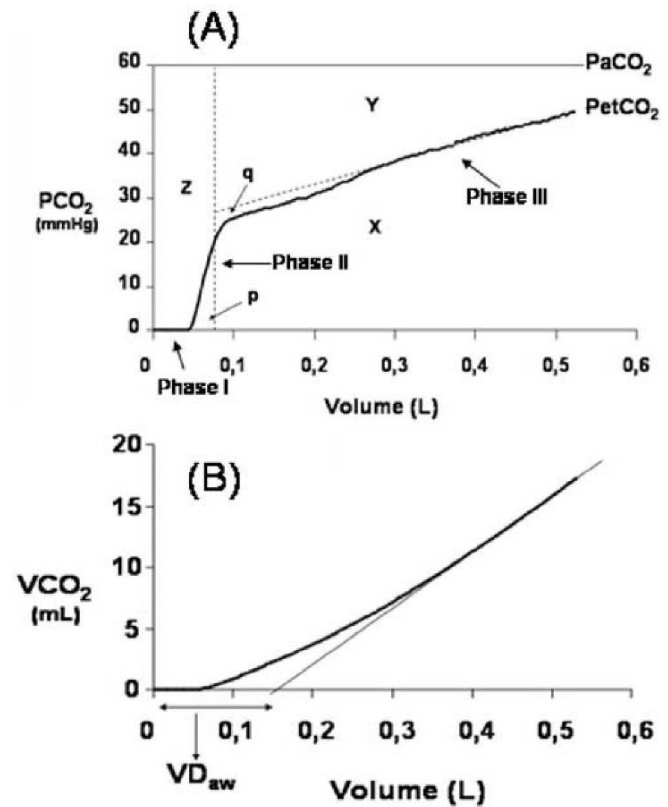 (A)
60
PaCO2
Y
50
PetCO2
40
Z
q
PCO2
30
Phase III
(mmHg)
X
20
Phase II
10
p
0
0
0,1
0,2
0,3
0,4
0,5
0,6
Phase I
Volume (L)
20
(B)
15
VCO2
10
(mL)
5
0
0
0,1
0,2
0,3
0,4
0,5
0,6
VDaw
Volume (L)